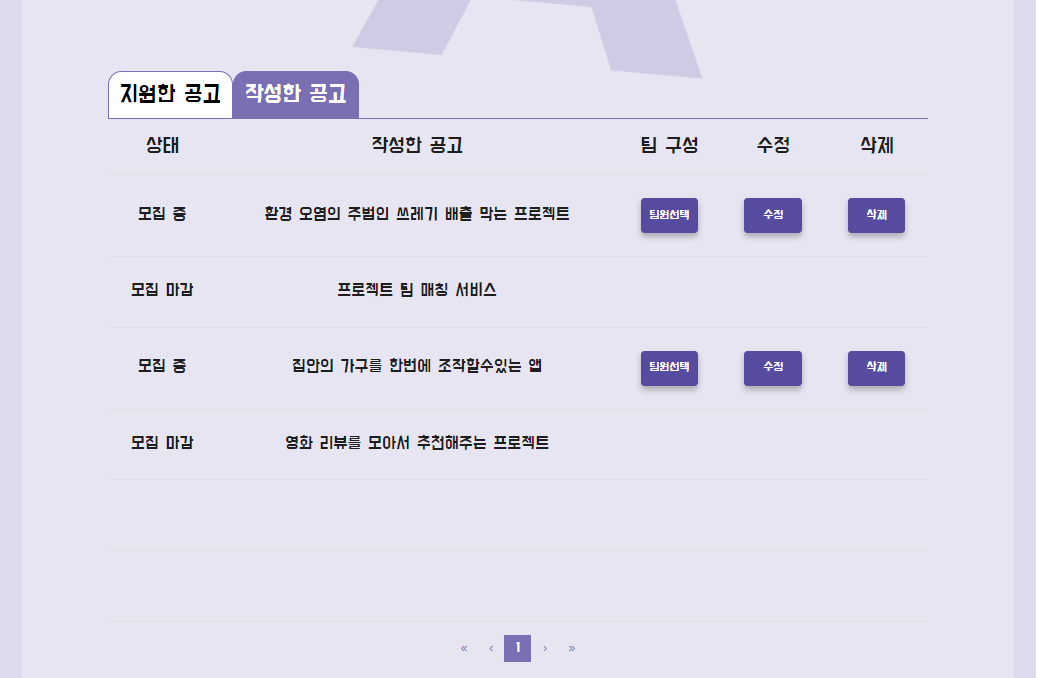 지원한 공고 작성한 공고
상태 작성한 공고 팀 구성 수정 삭제
모집 중 환경 오염의 주범인 쓰레기 배출 막는 프로젝트 팀원선택 수정 삭제
모집 마감 프로젝트 팀 매칭 서비스
모집 중 집안의 가구를 한번에 조작할수있는 앱 팀원선택 수정 삭제
모집 마감 영화 리뷰를 모아서 추천해주는 프로젝트
« ‹ 1 › »